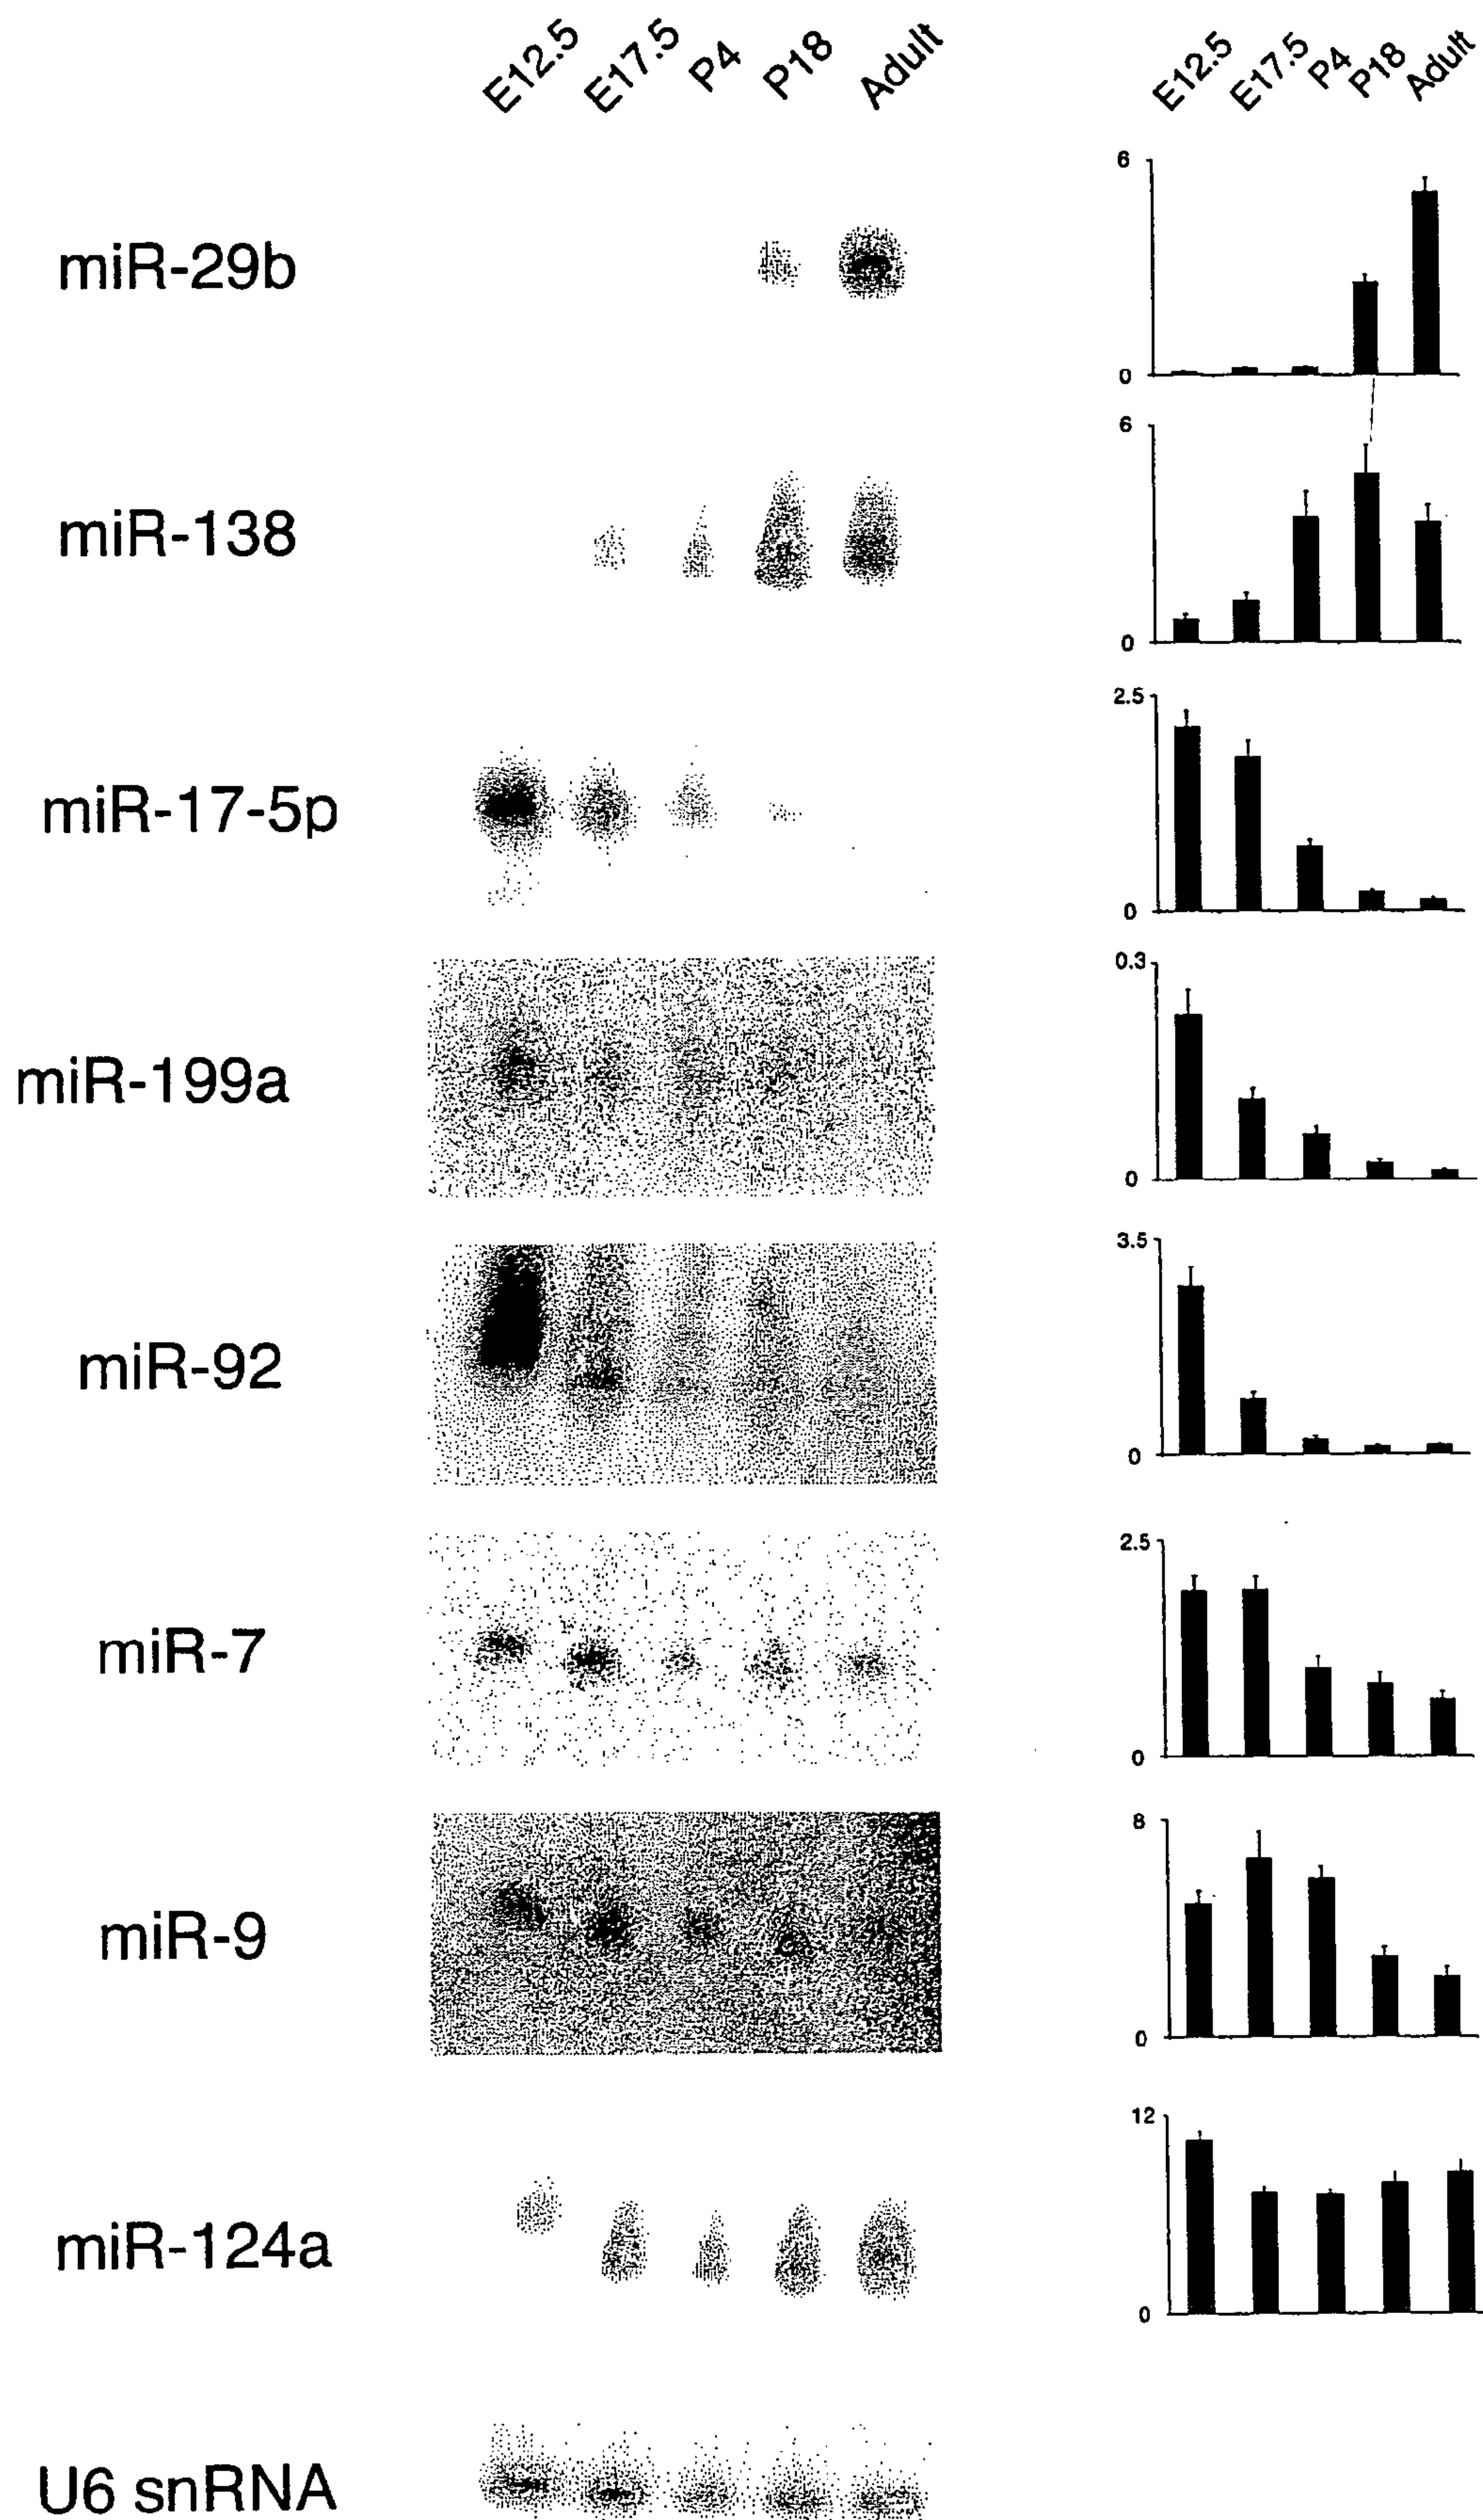 E12.5 E17.5 P4 P18 Adult E12.5 E17.5 P4 P18 Adult
miR-29b 6 0
miR-138 6 0
miR-17-5p 2.5 0
miR-199a 0.3 0
miR-92 3.5 0
miR-7 2.5 0
miR-9 8 0
miR-124a 12 0
U6 snRNA